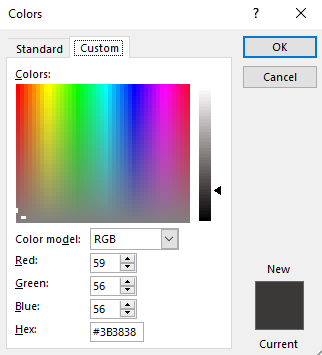 Colors
?
Standard
Custom
OK
Cancel
Colors:
Color model:
RGB
Red:
59
Green:
56
Blue:
56
Hex:
#3B3838
New
Current